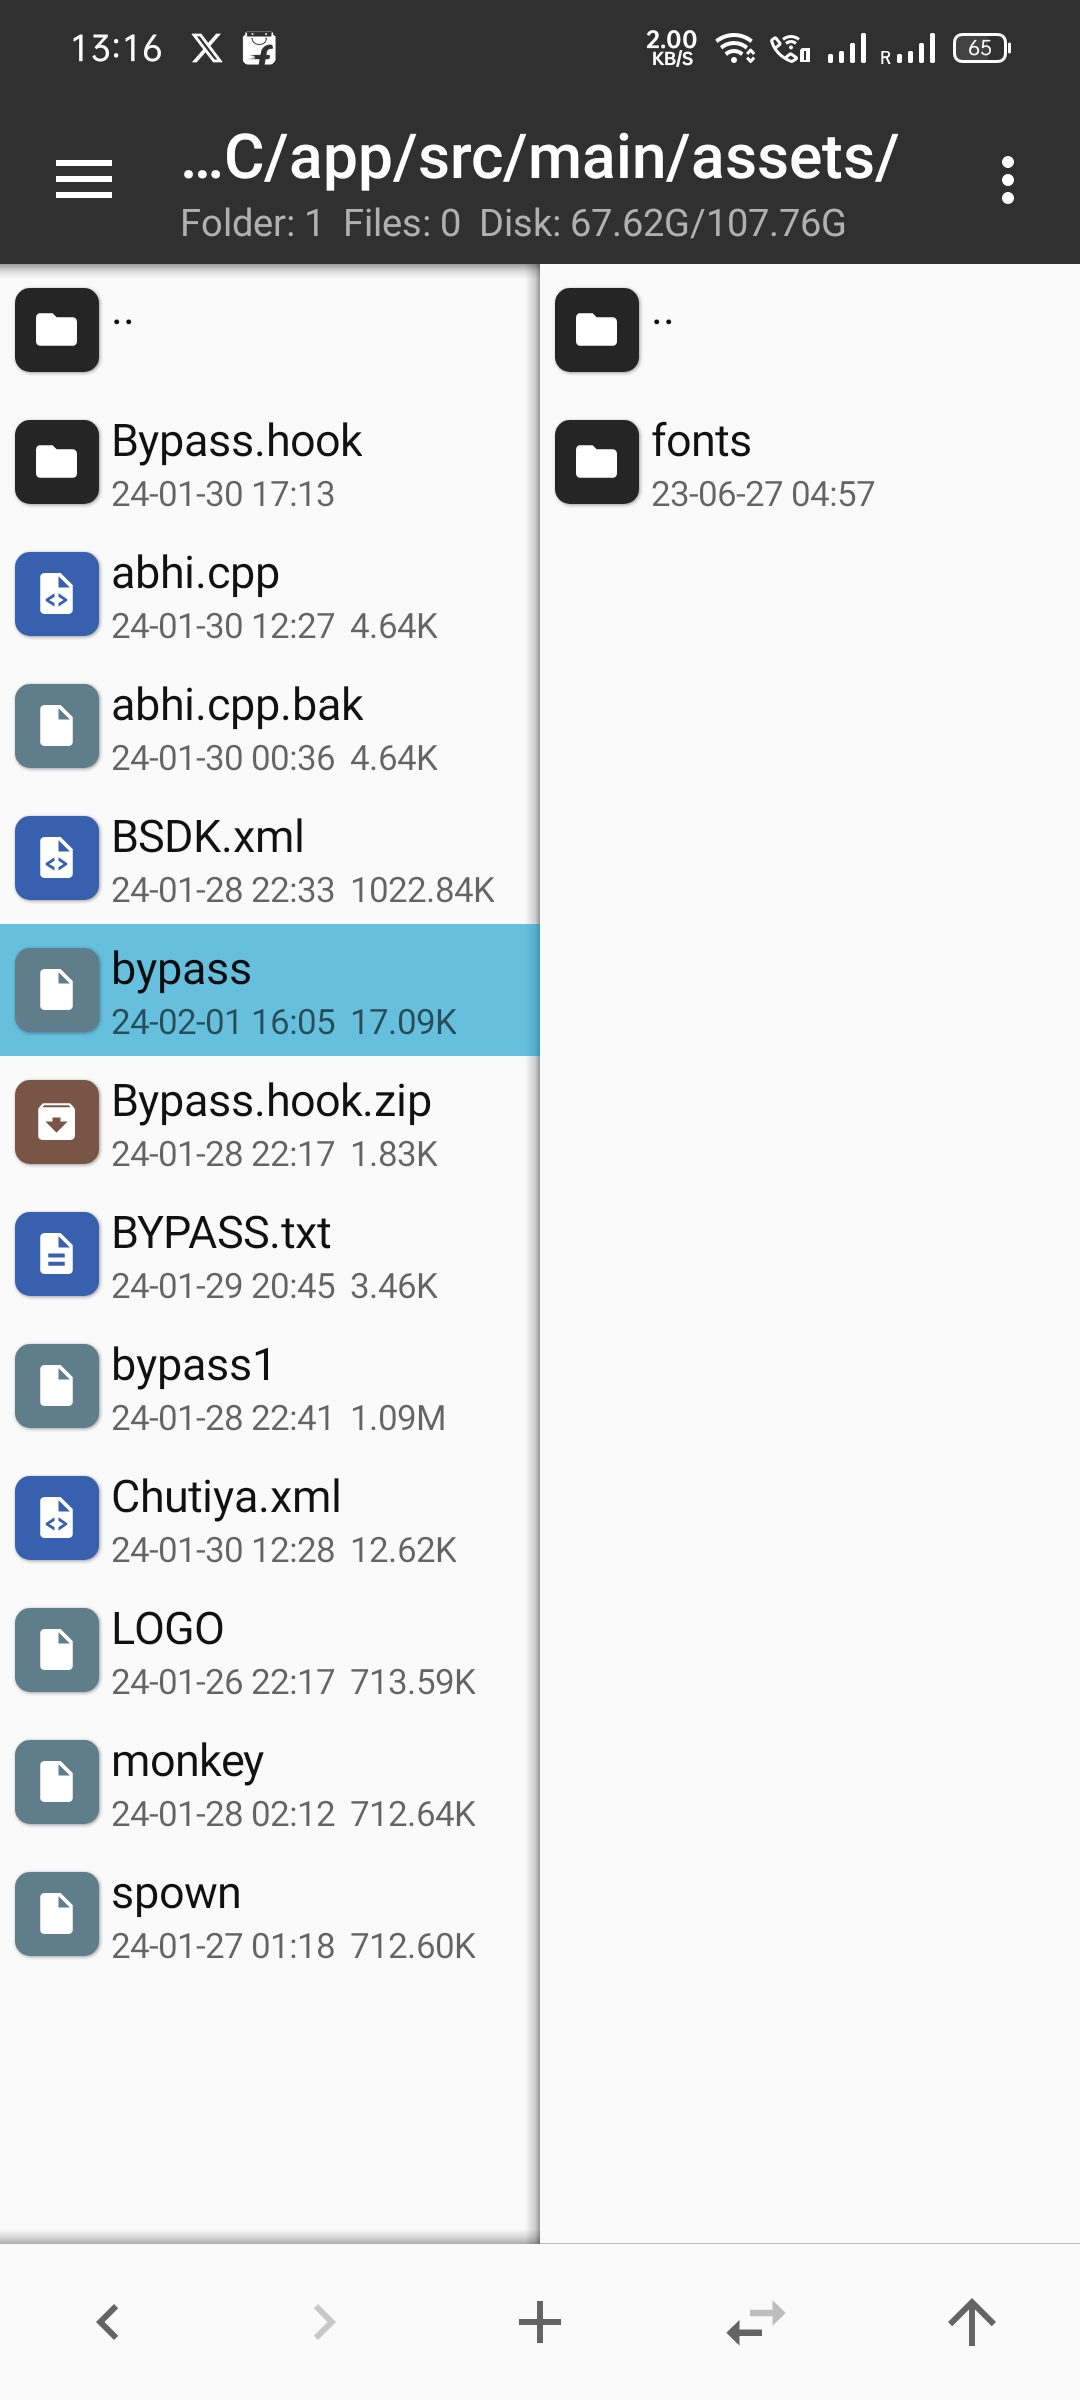 13:16
2.00
KB/S
R
65
...C/app/src/main/assets/
Folder: 1 Files: 0 Disk: 67.62G/107.76G
..
Bypass.hook
24-01-30 17:13
abhi.cpp
24-01-30 12:27 4.64K
abhi.cpp.bak
24-01-30 00:36 4.64K
BSDK.xml
24-01-28 22:33 1022.84K
bypass
24-02-01 16:05 17.09K
Bypass.hook.zip
24-01-28 22:17 1.83K
BYPASS.txt
24-01-29 20:45 3.46K
bypass1
24-01-28 22:41 1.09M
Chutiya.xml
24-01-30 12:28 12.62K
LOGO
24-01-26 22:17 713.59K
monkey
24-01-28 02:12 712.64K
spown
24-01-27 01:18 712.60K
..
fonts
23-06-27 04:57